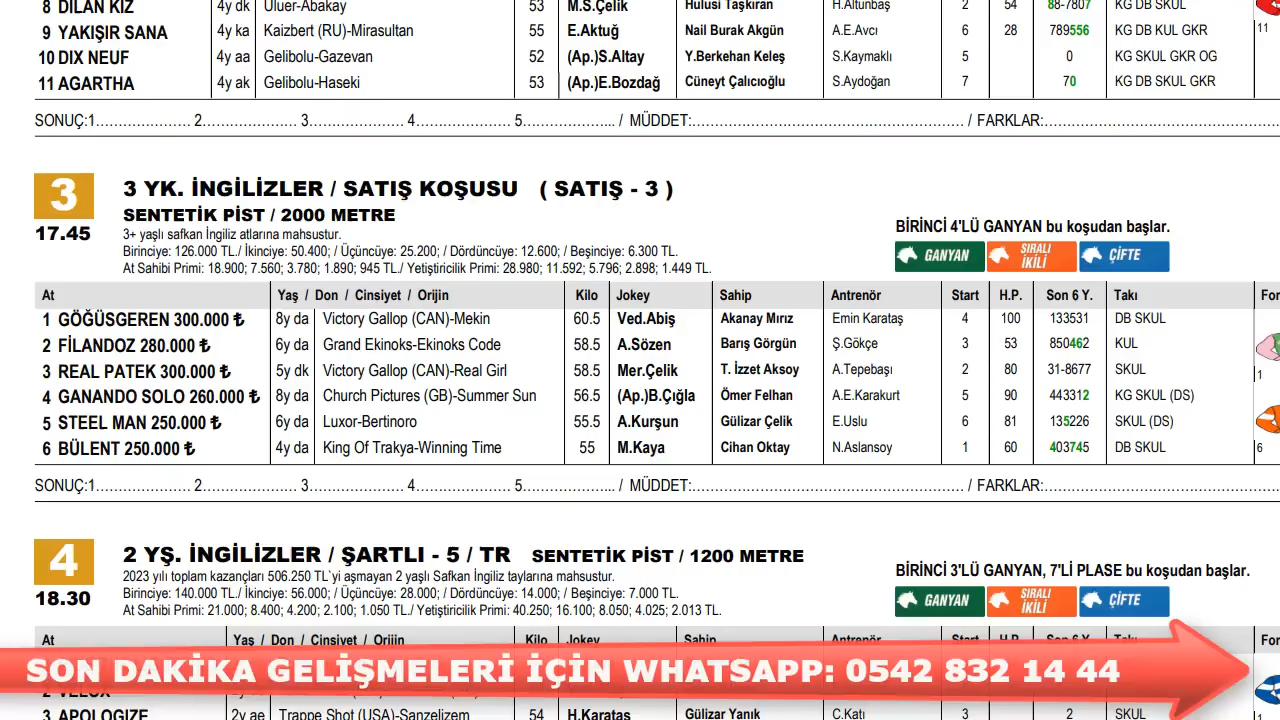 8 DİLAN KIZ 4y dk Uluer-Abakay 53 M.S.Çelik Hulusi Taşkıran H.Altunbaş 2 54 88-7807 KG DB SKUL
9 YAKIŞIR SANA 4y ka Kaizbert (RU)-Mirasultan 55 E.Aktuğ Nail Burak Akgün A.E.Avcı 6 28 789556 KG DB KUL GKR 11
10 DIX NEUF 4y aa Gelibolu-Gazevan 52 (Ap.)S.Altay Y.Berkehan Keleş S.Kaymaklı 5 0 KG SKUL GKR OG
11 AGARTHA 4y ak Gelibolu-Haseki 53 (Ap.)E.Bozdağ Cüneyt Çalıcıoğlu S.Aydoğan 7 70 KG DB SKUL GKR
SONUÇ:1..................... 2..................... 3..................... 4..................... 5..................... / MÜDDET:............................................................ / FARKLAR:....................................................
3
17.45
3 YK. İNGİLİZLER / SATIŞ KOŞUSU ( SATIŞ - 3 )
SENTETİK PİST / 2000 METRE
3+ yaşlı safkan İngiliz atlarına mahsustur.
Birinciye: 126.000 TL./ İkinciye: 50.400; / Üçüncüye: 25.200; / Dördüncüye: 12.600; / Beşinciye: 6.300 TL.
At Sahibi Primi: 18.900; 7.560; 3.780; 1.890; 945 TL./ Yetiştiricilik Primi: 28.980; 11.592; 5.796; 2.898; 1.449 TL.
BİRİNCİ 4'LÜ GANYAN bu koşudan başlar.
GANYAN SIRALI İKİLİ ÇİFTE
At Yaş / Don / Cinsiyet / Orijin Kilo Jokey Sahip Antrenör Start H.P. Son 6 Y. Takı For
1 GÖĞÜSGEREN 300.000 ₺ 8y da Victory Gallop (CAN)-Mekin 60.5 Ved.Abiş Akanay Mırız Emin Karataş 4 100 133531 DB SKUL
2 FİLANDOZ 280.000 ₺ 6y da Grand Ekinoks-Ekinoks Code 58.5 A.Sözen Barış Görgün Ş.Gökçe 3 53 850462 KUL
3 REAL PATEK 300.000 ₺ 5y dk Victory Gallop (CAN)-Real Girl 58.5 Mer.Çelik T. İzzet Aksoy A.Tepebaşı 2 80 31-8677 SKUL 1
4 GANANDO SOLO 260.000 ₺ 8y da Church Pictures (GB)-Summer Sun 56.5 (Ap.)B.Çığla Ömer Felhan A.E.Karakurt 5 90 443312 KG SKUL (DS)
5 STEEL MAN 250.000 ₺ 6y da Luxor-Bertinoro 55.5 A.Kurşun Gülizar Çelik E.Uslu 6 81 135226 SKUL (DS)
6 BÜLENT 250.000 ₺ 4y da King Of Trakya-Winning Time 55 M.Kaya Cihan Oktay N.Aslansoy 1 60 403745 DB SKUL 6
SONUÇ:1..................... 2..................... 3..................... 4..................... 5..................... / MÜDDET:............................................................ / FARKLAR:....................................................
4
18.30
2 YŞ. İNGİLİZLER / ŞARTLI - 5 / TR SENTETİK PİST / 1200 METRE
2023 yılı toplam kazançları 506.250 TL`yi aşmayan 2 yaşlı Safkan İngiliz taylarına mahsustur.
Birinciye: 140.000 TL./ İkinciye: 56.000; / Üçüncüye: 28.000; / Dördüncüye: 14.000; / Beşinciye: 7.000 TL.
At Sahibi Primi: 21.000; 8.400; 4.200; 2.100; 1.050 TL./ Yetiştiricilik Primi: 40.250; 16.100; 8.050; 4.025; 2.013 TL.
BİRİNCİ 3'LÜ GANYAN, 7'Lİ PLASE bu koşudan başlar.
GANYAN SIRALI İKİLİ ÇİFTE
At Yaş / Don / Cinsiyet / Orijin Kilo Jokey Sahip Antrenör Start H.P. Son 6 Y. Takı For
SON DAKİKA GELİŞMELERİ İÇİN WHATSAPP: 0542 832 14 44
2 VELOX
3 APOLOGIZE 2y ae Trappe Shot (USA)-Sanzelizem 54 H.Karataş Gülizar Yanık C.Katı 3 2 SKUL